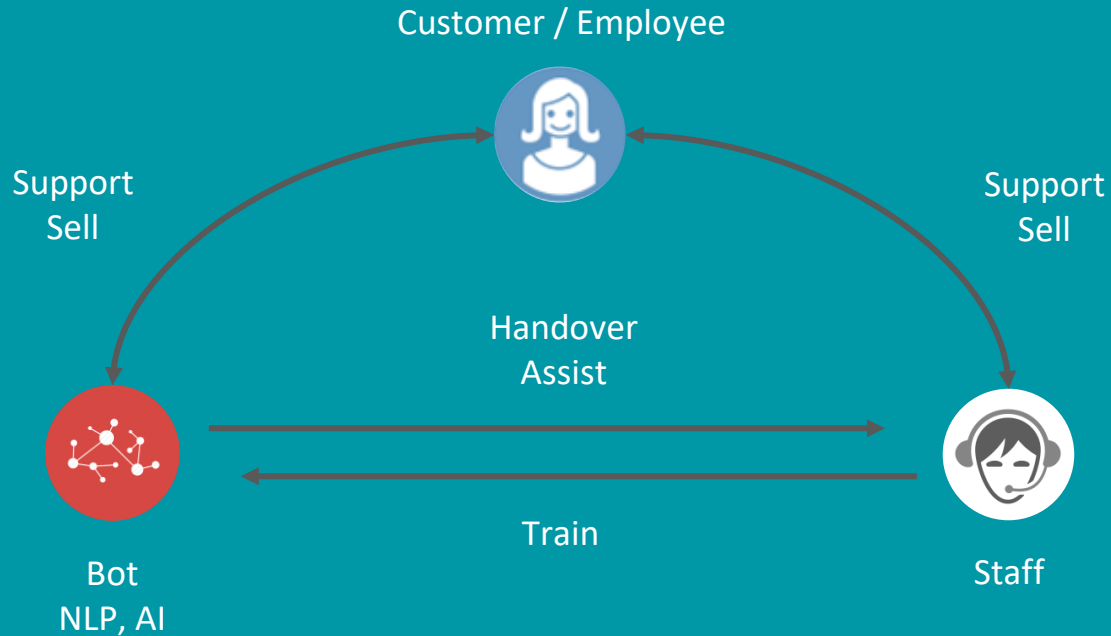 Customer / Employee
Support
Sell
Support
Sell
Handover
Assist
Train
Bot
NLP, AI
Staff